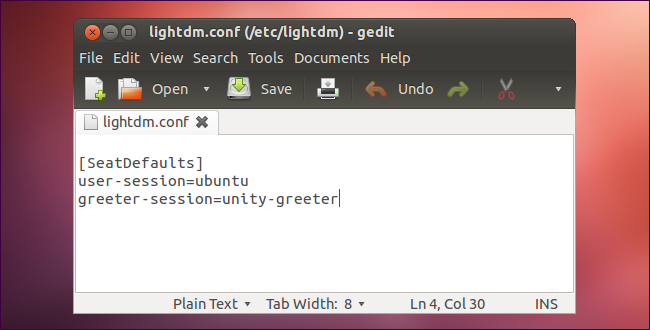 lightdm.conf (/etc/lightdm) - gedit
File Edit View Search Tools Documents Help
Open Save Undo
lightdm.conf
[SeatDefaults]
user-session=ubuntu
greeter-session=unity-greeter
Plain Text Tab Width: 8 Ln 4, Col 30 INS